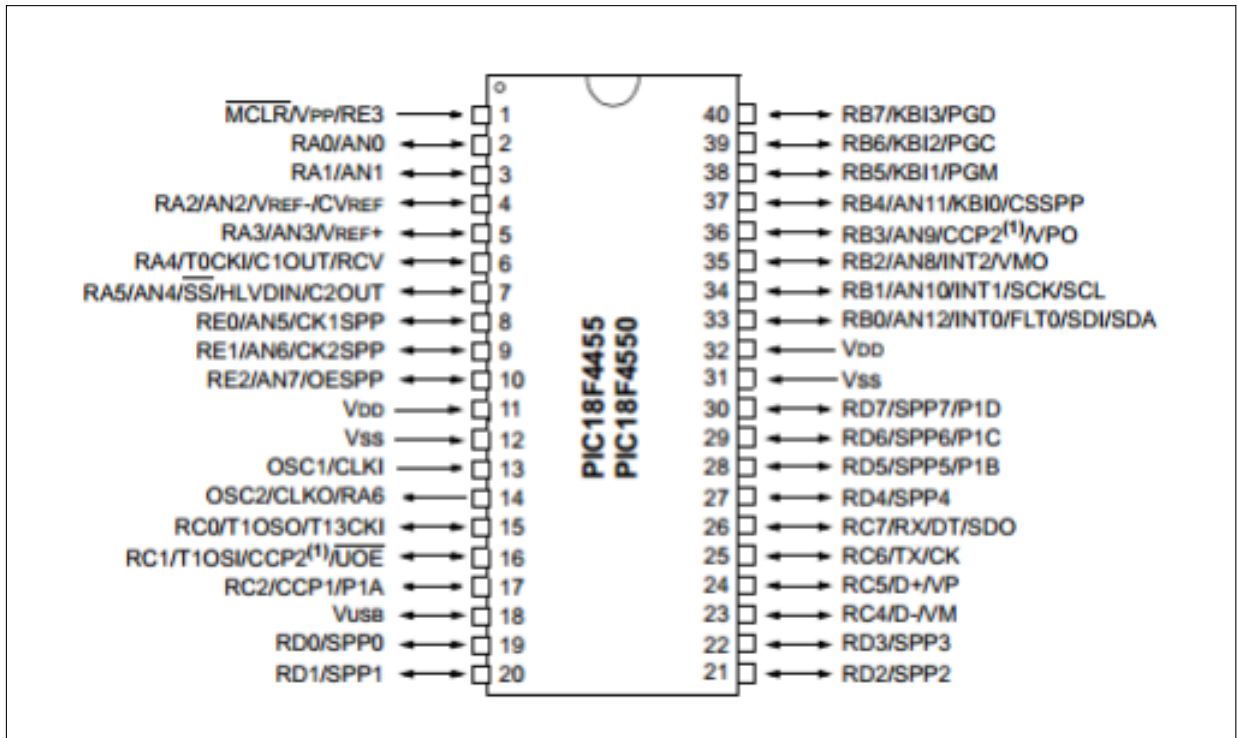 MCLR/VPP/RE3 1 40 RB7/KBI3/PGD
RA0/AN0 2 39 RB6/KBI2/PGC
RA1/AN1 3 38 RB5/KBI1/PGM
RA2/AN2/VREF-/CVREF 4 37 RB4/AN11/KBI0/CSSPP
RA3/AN3/VREF+ 5 36 RB3/AN9/CCP2(1)/VPO
RA4/T0CKI/C1OUT/RCV 6 35 RB2/AN8/INT2/VMO
RA5/AN4/SS/HLVDIN/C2OUT 7 34 RB1/AN10/INT1/SCK/SCL
RE0/AN5/CK1SPP 8 33 RB0/AN12/INT0/FLT0/SDI/SDA
RE1/AN6/CK2SPP 9 32 VDD
RE2/AN7/OESPP 10 31 VSS
VDD 11 30 RD7/SPP7/P1D
VSS 12 29 RD6/SPP6/P1C
OSC1/CLKI 13 28 RD5/SPP5/P1B
OSC2/CLKO/RA6 14 27 RD4/SPP4
RC0/T1OSO/T13CKI 15 26 RC7/RX/DT/SDO
RC1/T1OSI/CCP2(1)/UOE 16 25 RC6/TX/CK
RC2/CCP1/P1A 17 24 RC5/D+/VP
VUSB 18 23 RC4/D-/VM
RD0/SPP0 19 22 RD3/SPP3
RD1/SPP1 20 21 RD2/SPP2
PIC18F4455
PIC18F4550